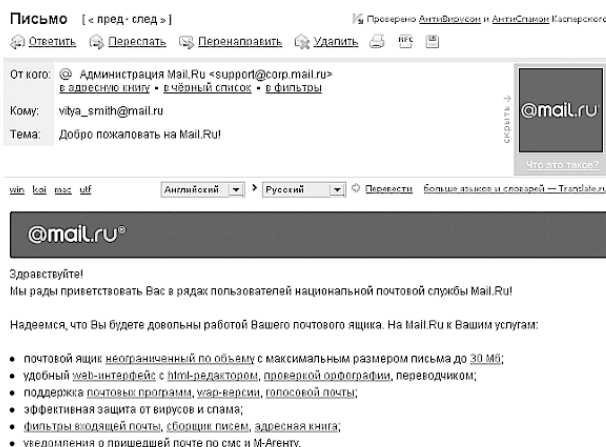 Письмо [ « пред • след » ] Проверено АнтиВирусом и АнтиСпамом Касперского
Ответить Переслать Перенаправить Удалить RFC
От кого: @ Администрация Mail.Ru <support@corp.mail.ru>
в адресную книгу • в чёрный список • в фильтры
Кому: vitya_smith@mail.ru
Тема: Добро пожаловать на Mail.Ru!
скрыть
@mail.ru
Что это такое?
win koi mac utf Английский Русский Перевести больше языков и словарей — Translate.ru
@mail.ru®
Здравствуйте!
Мы рады приветствовать Вас в рядах пользователей национальной почтовой службы Mail.Ru!
Надеемся, что Вы будете довольны работой Вашего почтового ящика. На Mail.Ru к Вашим услугам:
• почтовой ящик неограниченный по объему с максимальным размером письма до 30 Мб;
• удобный web-интерфейс с html-редактором, проверкой орфографии, переводчиком;
• поддержка почтовых программ, wap-версии, голосовой почты;
• эффективная защита от вирусов и спама;
• фильтры входящей почты, сборщик писем, адресная книга;
• уведомления о пришедшей почте по смс и М-Агенту.